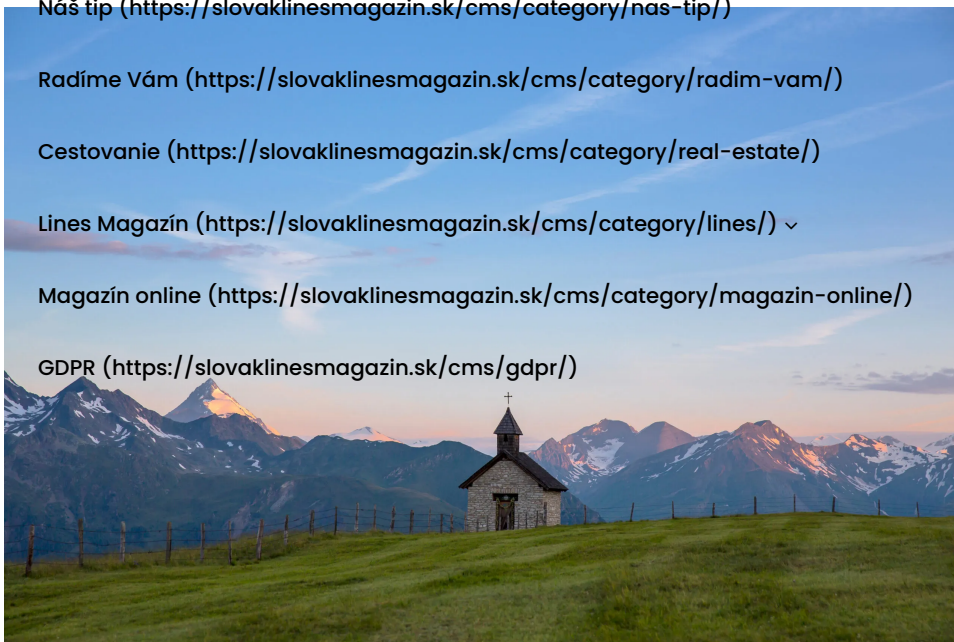 Náš tip (https://slovaklinesmagazin.sk/cms/category/nas-tip/)
Radíme Vám (https://slovaklinesmagazin.sk/cms/category/radim-vam/)
Cestovanie (https://slovaklinesmagazin.sk/cms/category/real-estate/)
Lines Magazín (https://slovaklinesmagazin.sk/cms/category/lines/)
Magazín online (https://slovaklinesmagazin.sk/cms/category/magazin-online/)
GDPR (https://slovaklinesmagazin.sk/cms/gdpr/)